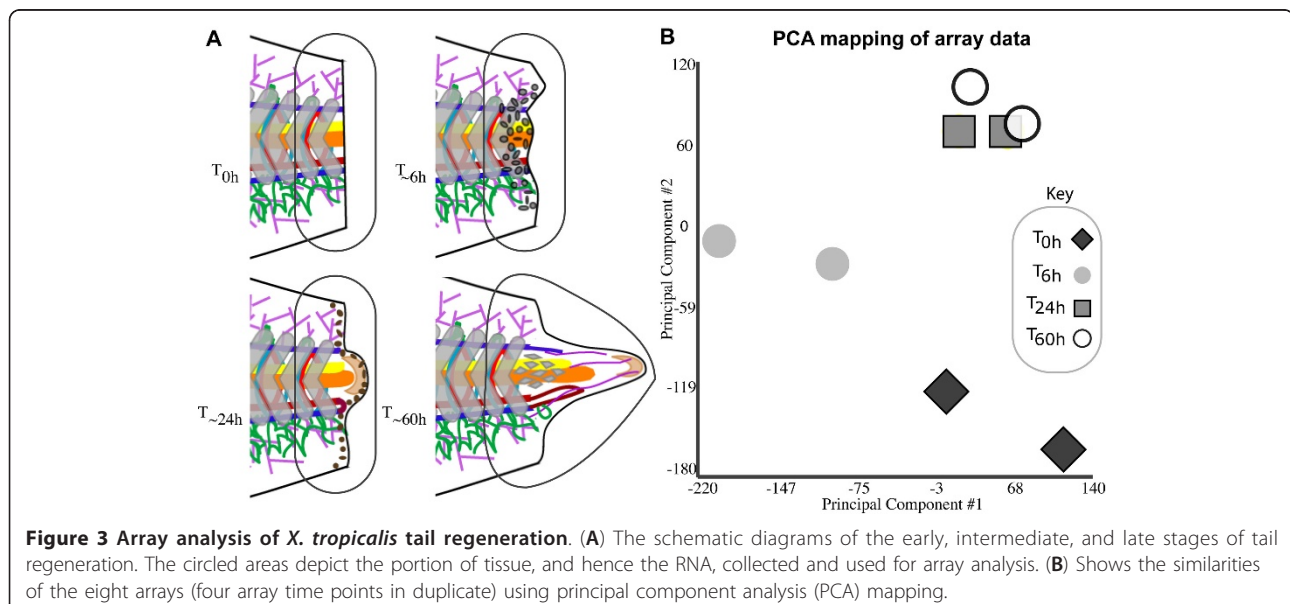 A
T0h
T~6h
T~24h
T~60h
B
PCA mapping of array data
Principal Component #2
120
60
0
-59
-119
-180
-220 -147 -75 -3 68 140
Principal Component #1
Key
T0h
T6h
T24h
T60h
Figure 3 Array analysis of X. tropicalis tail regeneration. (A) The schematic diagrams of the early, intermediate, and late stages of tail
regeneration. The circled areas depict the portion of tissue, and hence the RNA, collected and used for array analysis. (B) Shows the similarities
of the eight arrays (four array time points in duplicate) using principal component analysis (PCA) mapping.